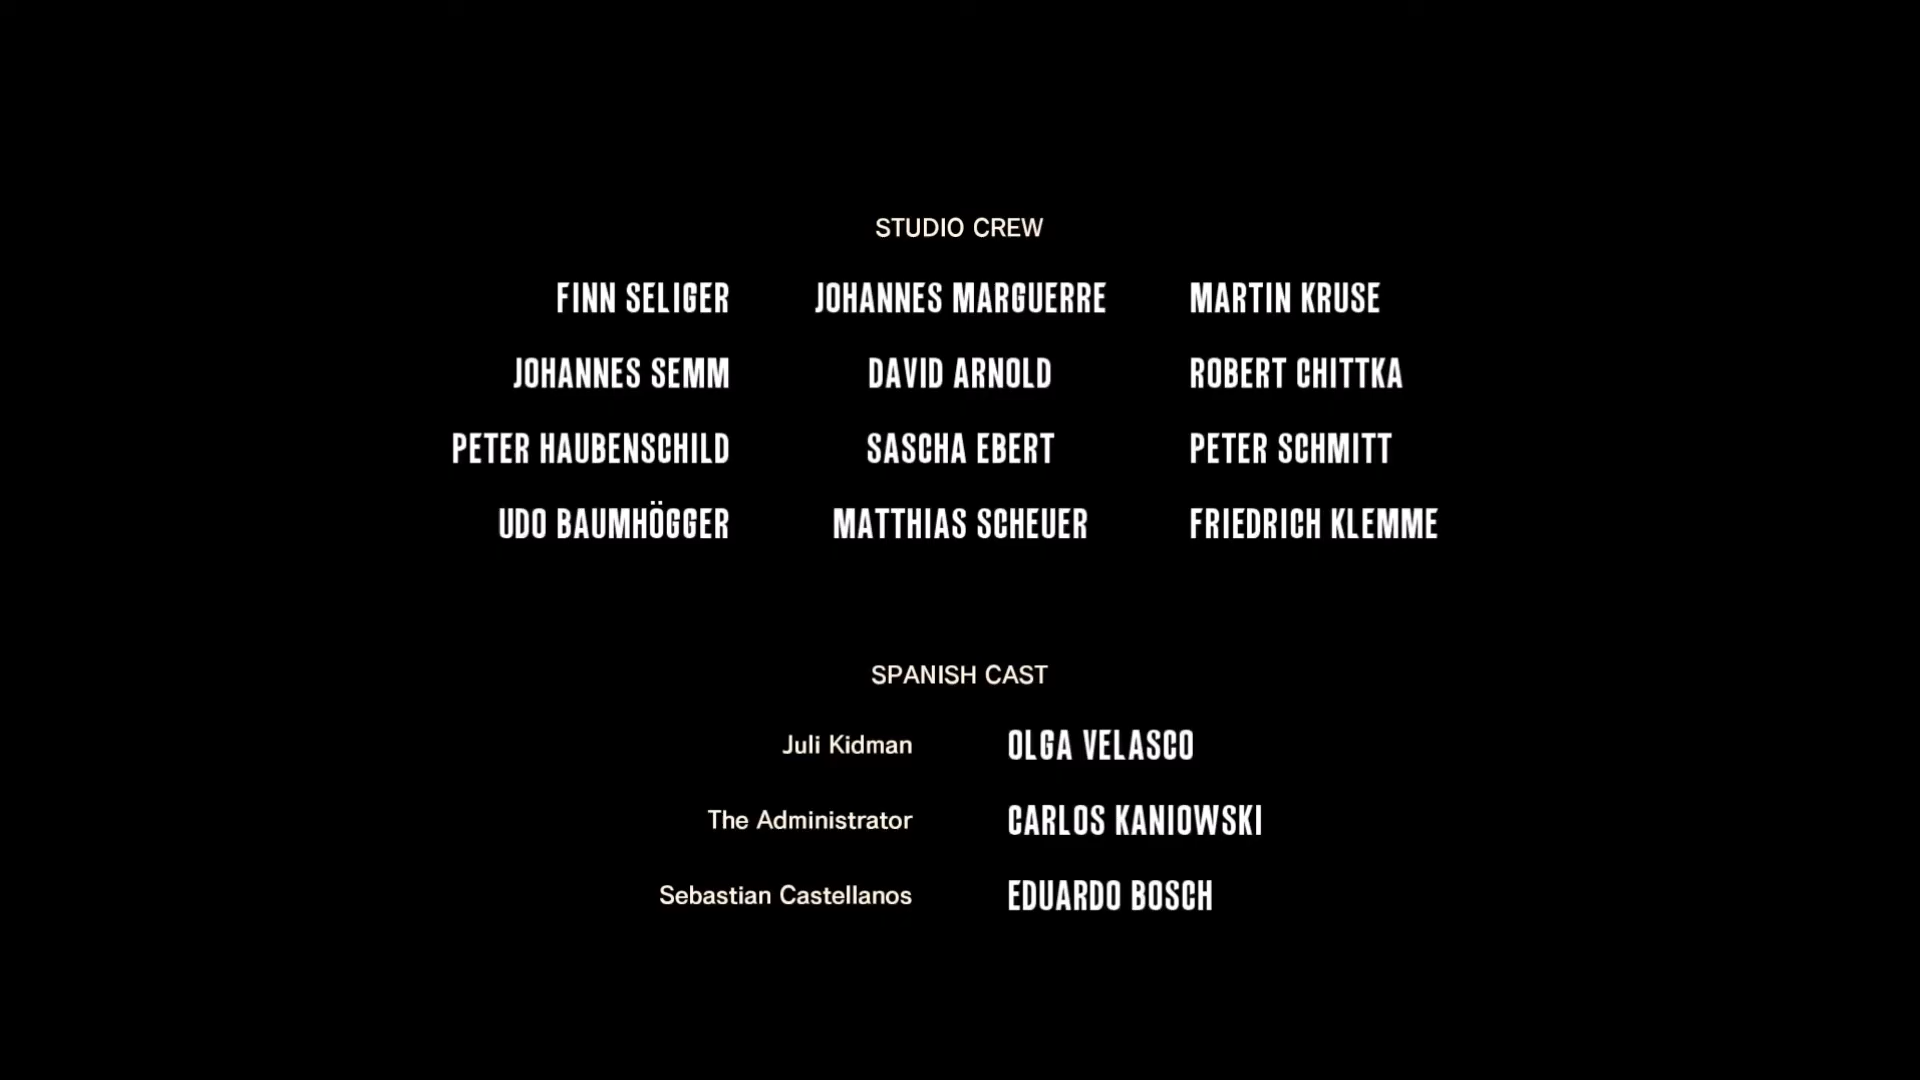 STUDIO CREW
FINN SELIGER JOHANNES MARGUERRE MARTIN KRUSE
JOHANNES SEMM DAVID ARNOLD ROBERT CHITTKA
PETER HAUBENSCHILD SASCHA EBERT PETER SCHMITT
UDO BAUMHÖGGER MATTHIAS SCHEUER FRIEDRICH KLEMME
SPANISH CAST
Juli Kidman OLGA VELASCO
The Administrator CARLOS KANIOWSKI
Sebastian Castellanos EDUARDO BOSCH